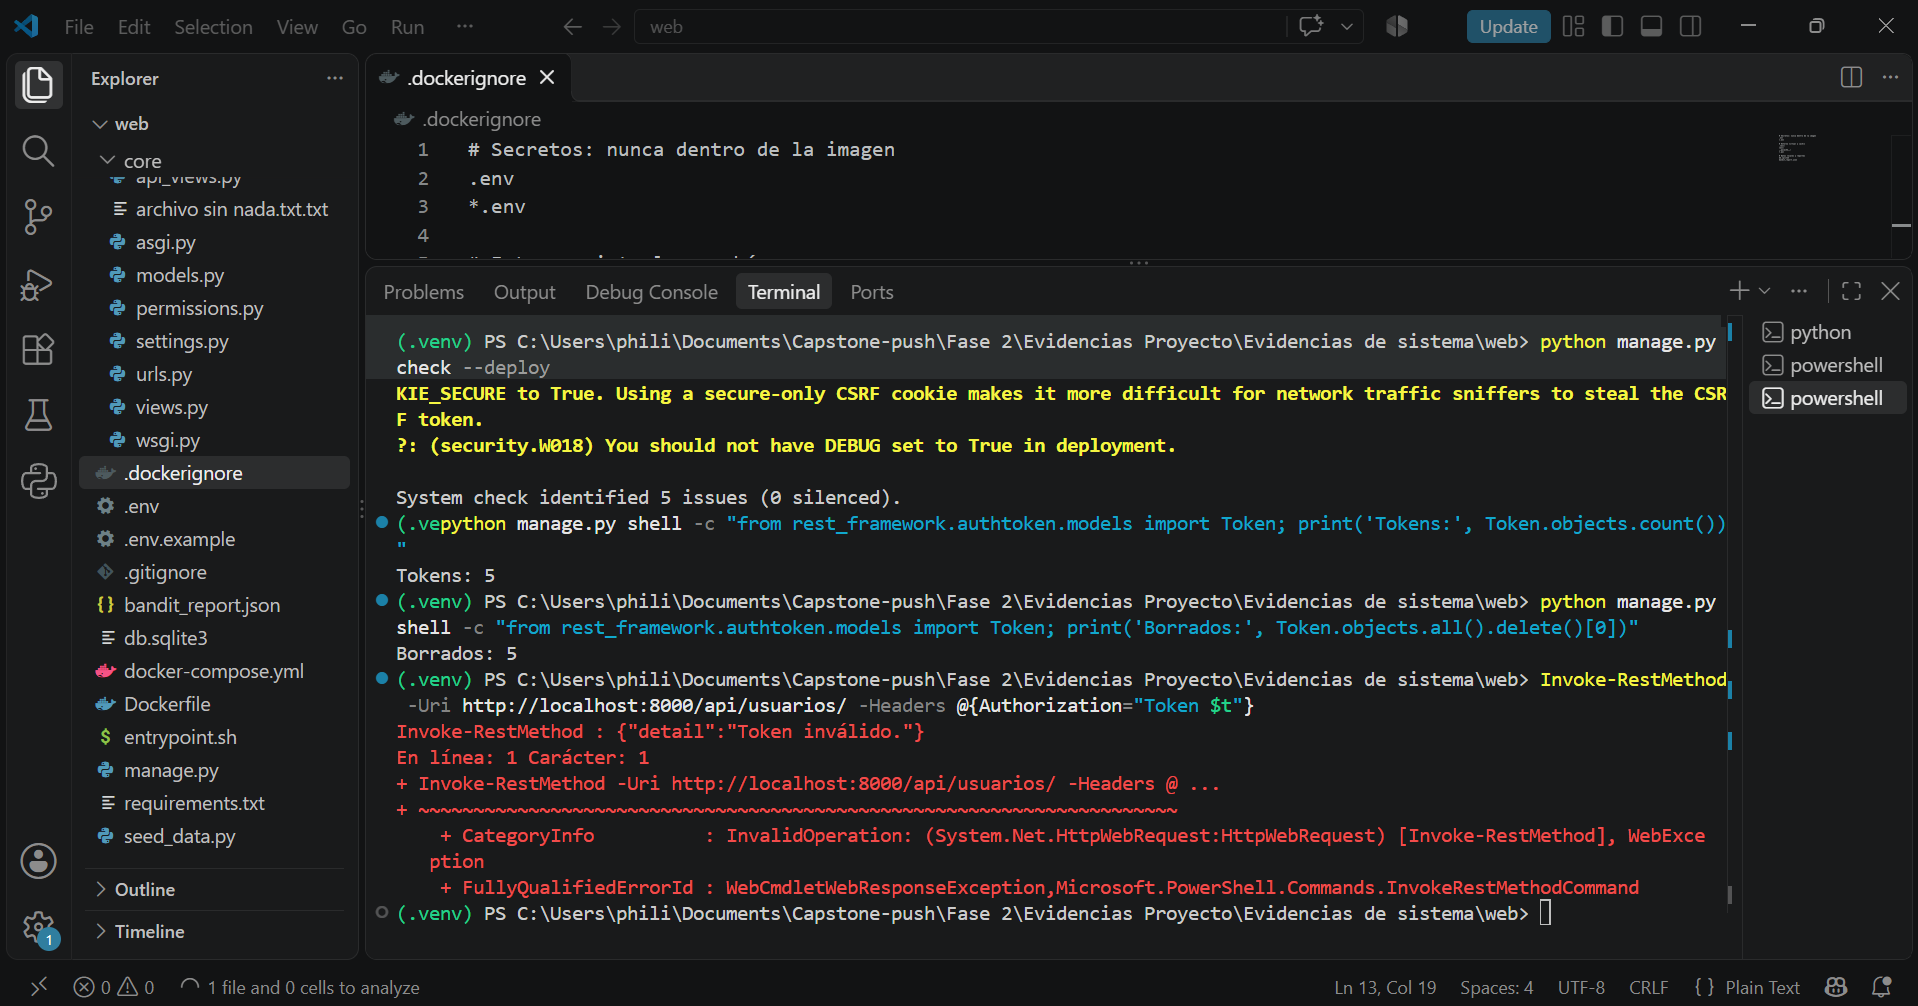 File Edit Selection View Go Run ··· web Update
Explorer ···
web
core
api_views.py
archivo sin nada.txt.txt
asgi.py
models.py
permissions.py
settings.py
urls.py
views.py
wsgi.py
.dockerignore
.env
.env.example
.gitignore
bandit_report.json
db.sqlite3
docker-compose.yml
Dockerfile
entrypoint.sh
manage.py
requirements.txt
seed_data.py
Outline
Timeline
.dockerignore
.dockerignore
1 # Secretos: nunca dentro de la imagen
2 .env
3 *.env
4
Problems Output Debug Console Terminal Ports
(.venv) PS C:\Users\phili\Documents\Capstone-push\Fase 2\Evidencias Proyecto\Evidencias de sistema\web> python manage.py
check --deploy
KIE_SECURE to True. Using a secure-only CSRF cookie makes it more difficult for network traffic sniffers to steal the CSR
F token.
?: (security.W018) You should not have DEBUG set to True in deployment.
System check identified 5 issues (0 silenced).
(.vepython manage.py shell -c "from rest_framework.authtoken.models import Token; print('Tokens:', Token.objects.count())
"
Tokens: 5
(.venv) PS C:\Users\phili\Documents\Capstone-push\Fase 2\Evidencias Proyecto\Evidencias de sistema\web> python manage.py
shell -c "from rest_framework.authtoken.models import Token; print('Borrados:', Token.objects.all().delete()[0])"
Borrados: 5
(.venv) PS C:\Users\phili\Documents\Capstone-push\Fase 2\Evidencias Proyecto\Evidencias de sistema\web> Invoke-RestMethod
-Uri http://localhost:8000/api/usuarios/ -Headers @{Authorization="Token $t"}
Invoke-RestMethod : {"detail":"Token inválido."}
En línea: 1 Carácter: 1
+ Invoke-RestMethod -Uri http://localhost:8000/api/usuarios/ -Headers @ ...
+ ~~~~~~~~~~~~~~~~~~~~~~~~~~~~~~~~~~~~~~~~~~~~~~~~~~~~~~~~~~~~~~~~~~~~~
+ CategoryInfo : InvalidOperation: (System.Net.HttpWebRequest:HttpWebRequest) [Invoke-RestMethod], WebExce
ption
+ FullyQualifiedErrorId : WebCmdletWebResponseException,Microsoft.PowerShell.Commands.InvokeRestMethodCommand
(.venv) PS C:\Users\phili\Documents\Capstone-push\Fase 2\Evidencias Proyecto\Evidencias de sistema\web>
python
powershell
powershell
1
0 0 1 file and 0 cells to analyze Ln 13, Col 19 Spaces: 4 UTF-8 CRLF { } Plain Text